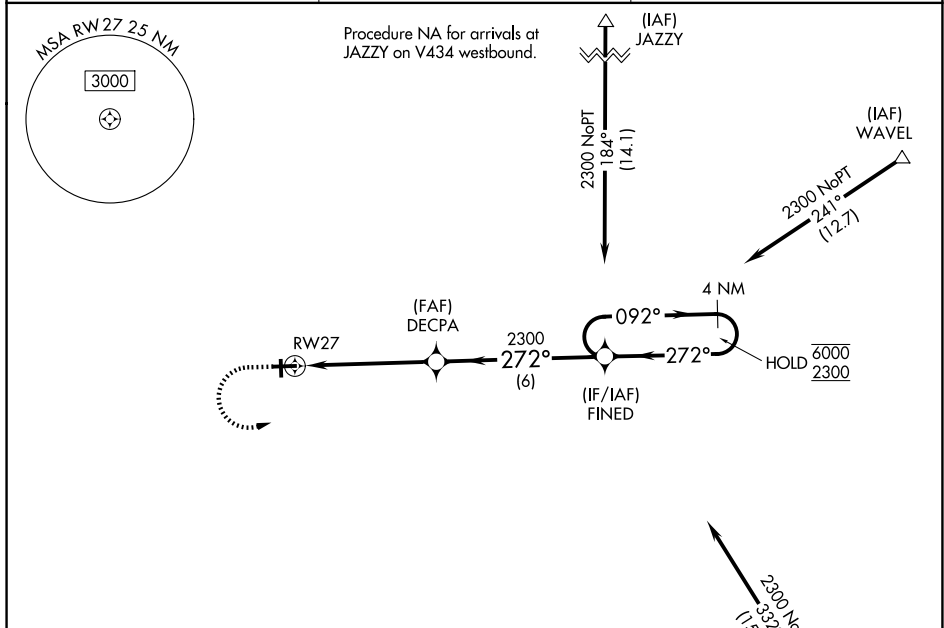 MSA RW27 25 NM
3000
Procedure NA for arrivals at
JAZZY on V434 westbound.
(IAF)
JAZZY
2300 NoPT
184°
(14.1)
(IAF)
WAVEL
2300 NoPT
241°
(12.7)
4 NM
092°
272°
HOLD 6000
2300
(IF/IAF)
FINED
(FAF)
DECPA
2300
272°
(6)
RW27
2300